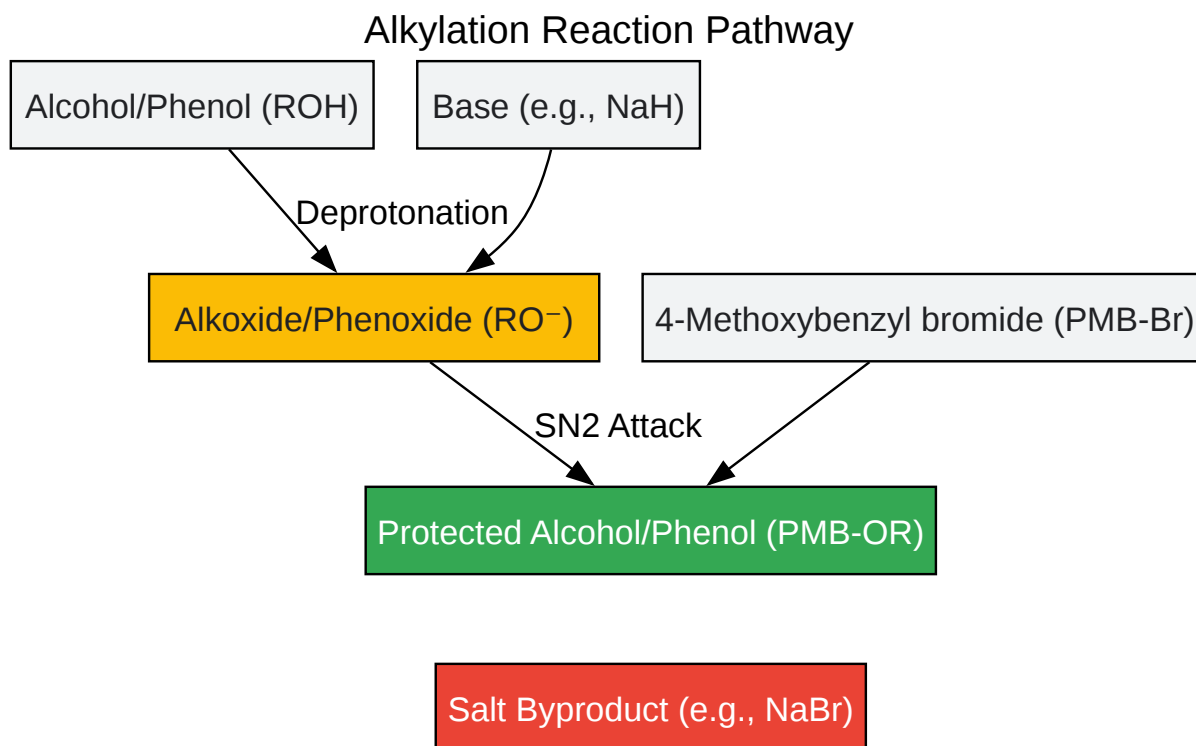 Alkylation Reaction Pathway
Alcohol/Phenol (ROH)
Base (e.g., NaH)
Deprotonation
Alkoxide/Phenoxide (RO⁻)
4-Methoxybenzyl bromide (PMB-Br)
SN2 Attack
Protected Alcohol/Phenol (PMB-OR)
Salt Byproduct (e.g., NaBr)